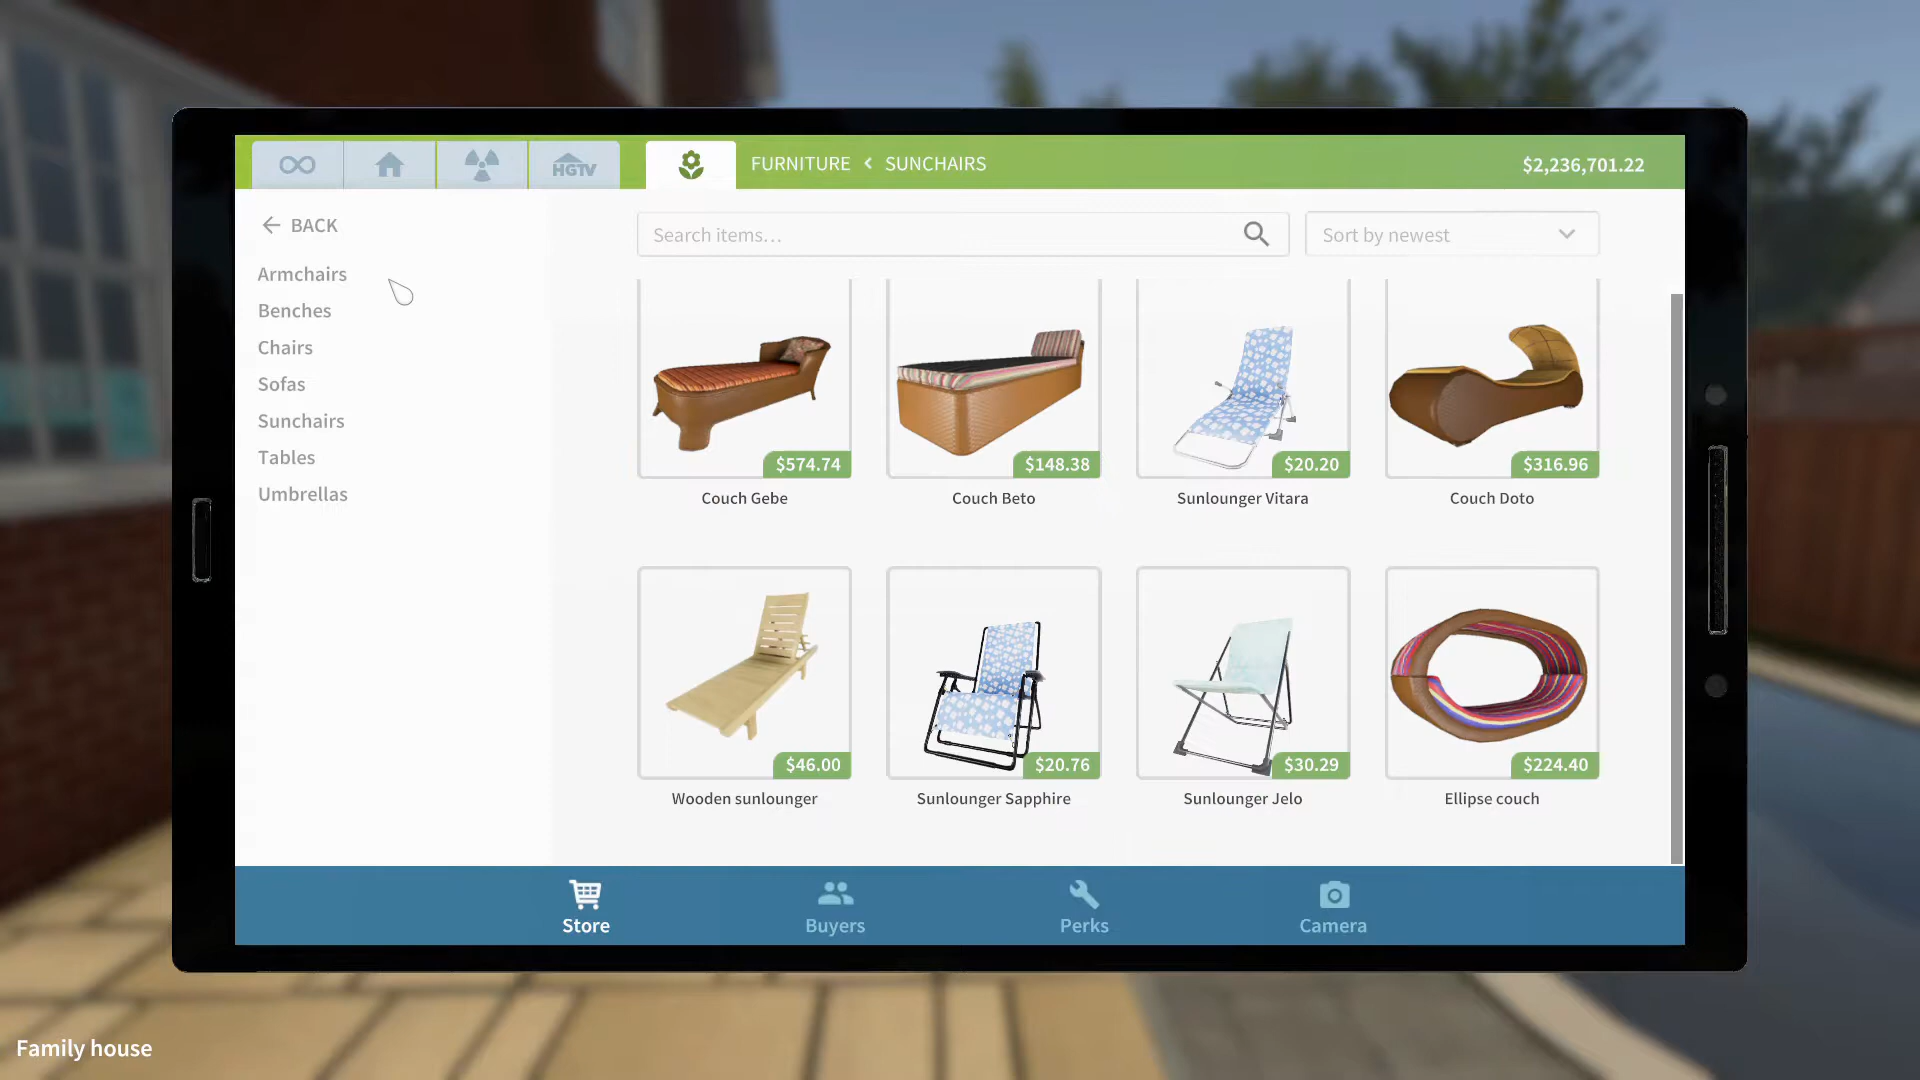 HGTV
FURNITURE < SUNCHAIRS
$2,236,701.22
BACK
Search items...
Sort by newest
Armchairs
Benches
Chairs
Sofas
Sunchairs
Tables
Umbrellas
$574.74
$148.38
$20.20
$316.96
Couch Gebe
Couch Beto
Sunlounger Vitara
Couch Doto
$46.00
$20.76
$30.29
$224.40
Wooden sunlounger
Sunlounger Sapphire
Sunlounger Jelo
Ellipse couch
Store
Buyers
Perks
Camera
Family house